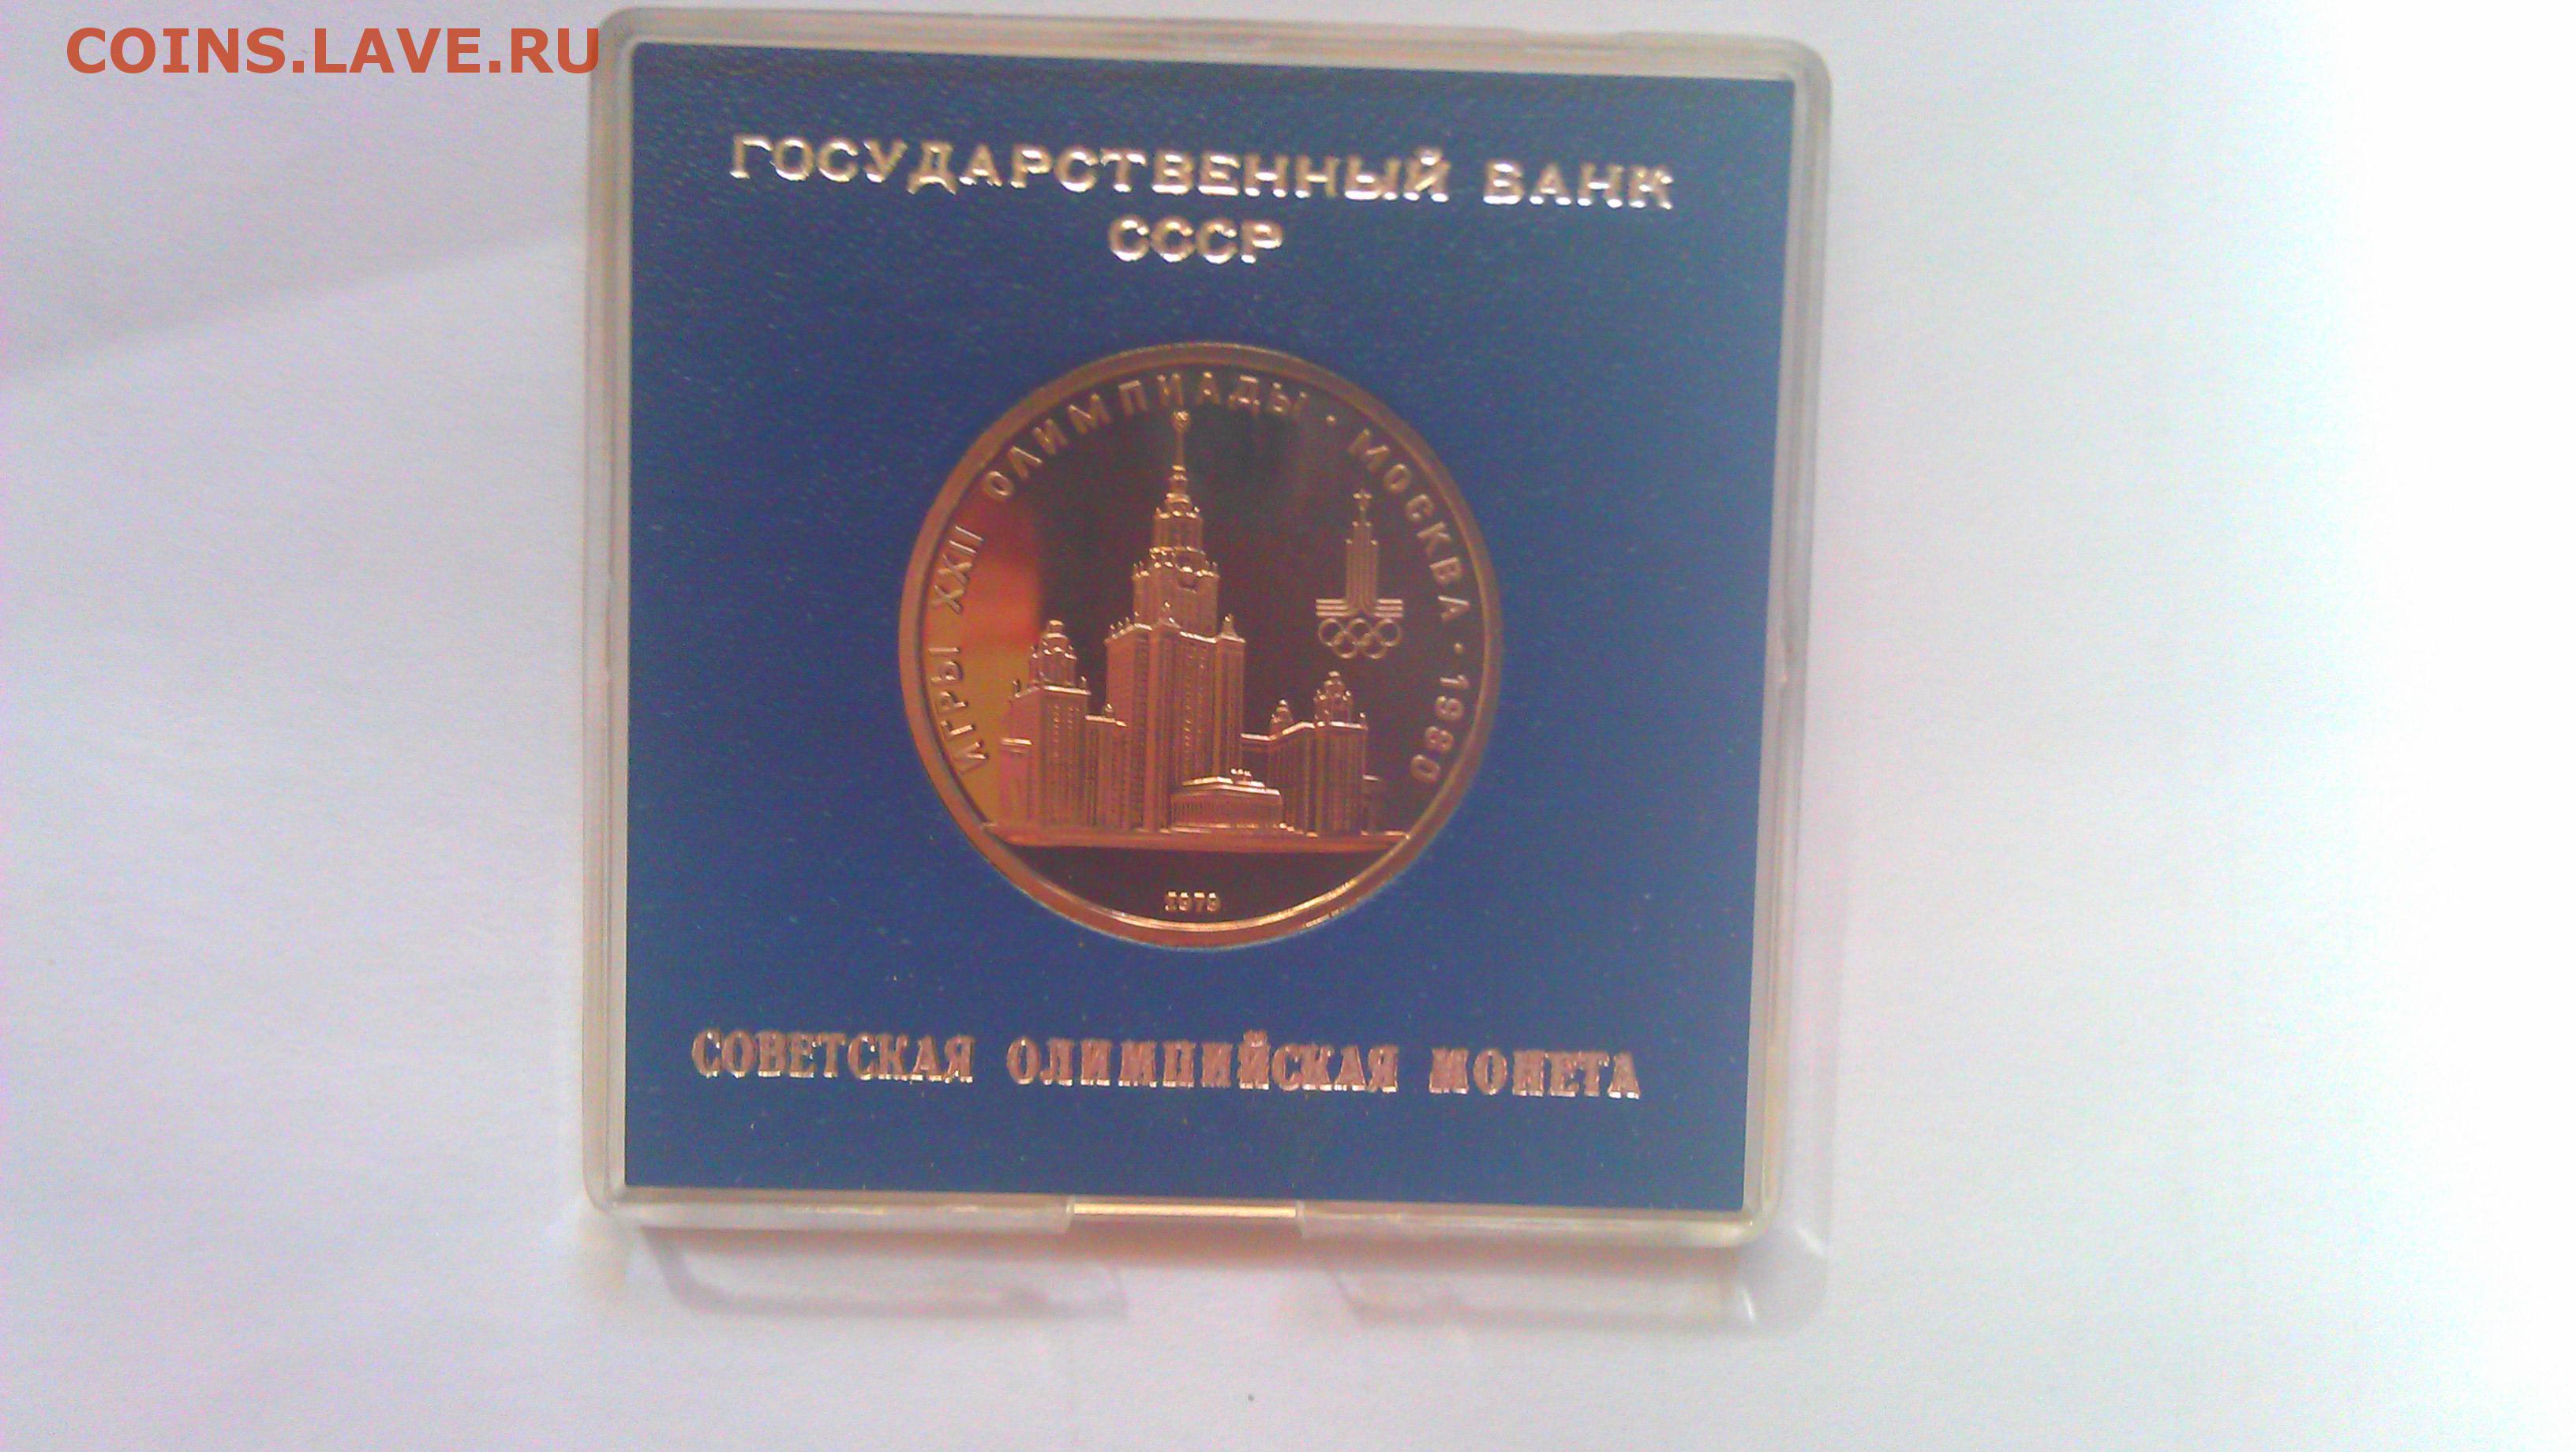 COINS.LAVE.RU
ГОСУДАРСТВЕННЫЙ БАНК
СССР
ИГРЫ XXII ОЛИМПИАДЫ · МОСКВА · 1980
1979
СОВЕТСКАЯ ОЛИМПИЙСКАЯ МОНЕТА